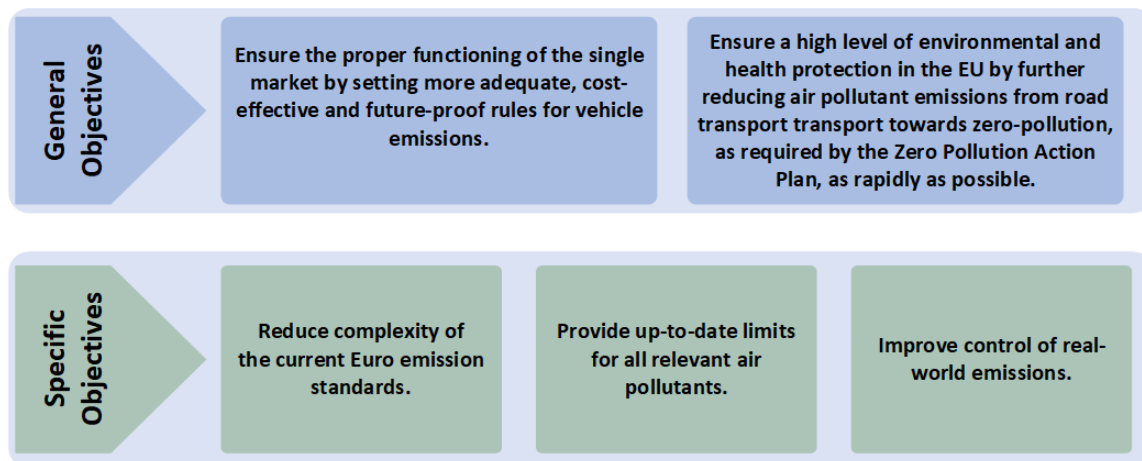 General
Objectives
Ensure the proper functioning of the single
market by setting more adequate, cost-
effective and future-proof rules for vehicle
emissions.
Ensure a high level of environmental and
health protection in the EU by further
reducing air pollutant emissions from road
transport transport towards zero-pollution,
as required by the Zero Pollution Action
Plan, as rapidly as possible.
Specific
Objectives
Reduce complexity of
the current Euro emission
standards.
Provide up-to-date limits
for all relevant air
pollutants.
Improve control of real-
world emissions.